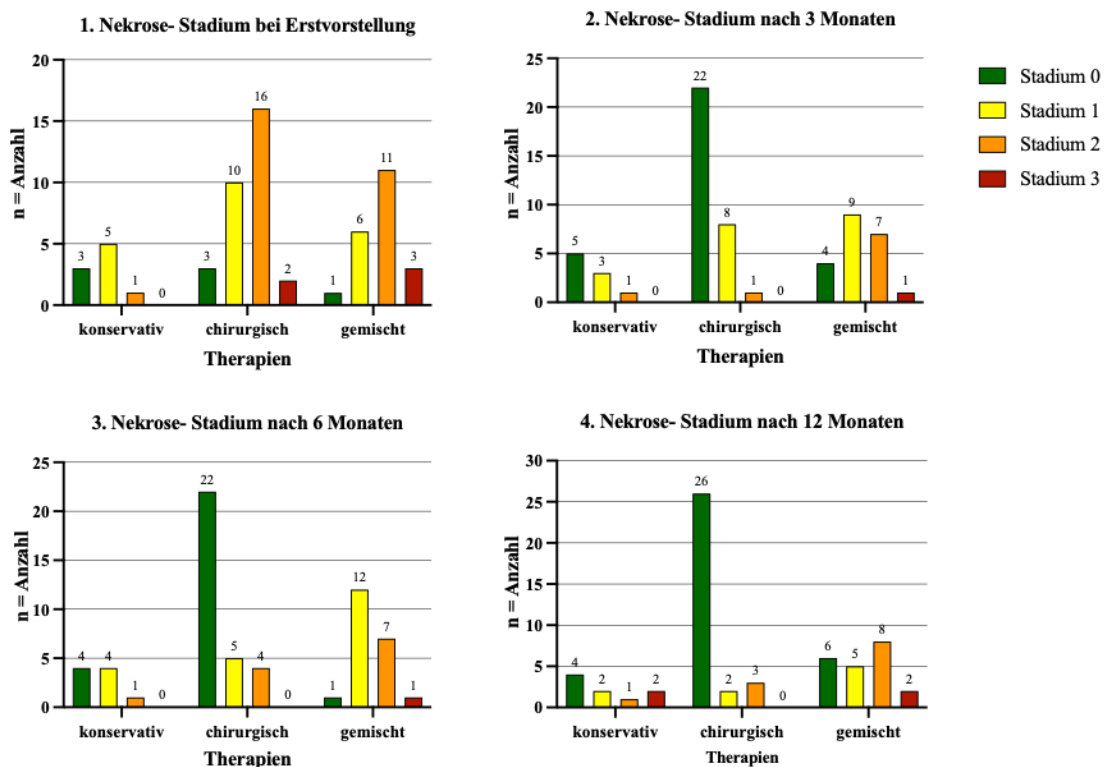 1. Nekrose- Stadium bei Erstvorstellung
n = Anzahl
20
15
10
5
0
3
5
1
0
3
10
16
2
1
6
11
3
konservativ
chirurgisch
gemischt
Therapien
2. Nekrose- Stadium nach 3 Monaten
n = Anzahl
25
20
15
10
5
0
5
3
1
0
22
8
1
0
4
9
7
1
konservativ
chirurgisch
gemischt
Therapien
Stadium 0
Stadium 1
Stadium 2
Stadium 3
3. Nekrose- Stadium nach 6 Monaten
n = Anzahl
25
20
15
10
5
0
4
4
1
0
22
5
4
0
1
12
7
1
konservativ
chirurgisch
gemischt
Therapien
4. Nekrose- Stadium nach 12 Monaten
n = Anzahl
30
25
20
15
10
5
0
4
2
1
2
26
2
3
0
6
5
8
2
konservativ
chirurgisch
gemischt
Therapien